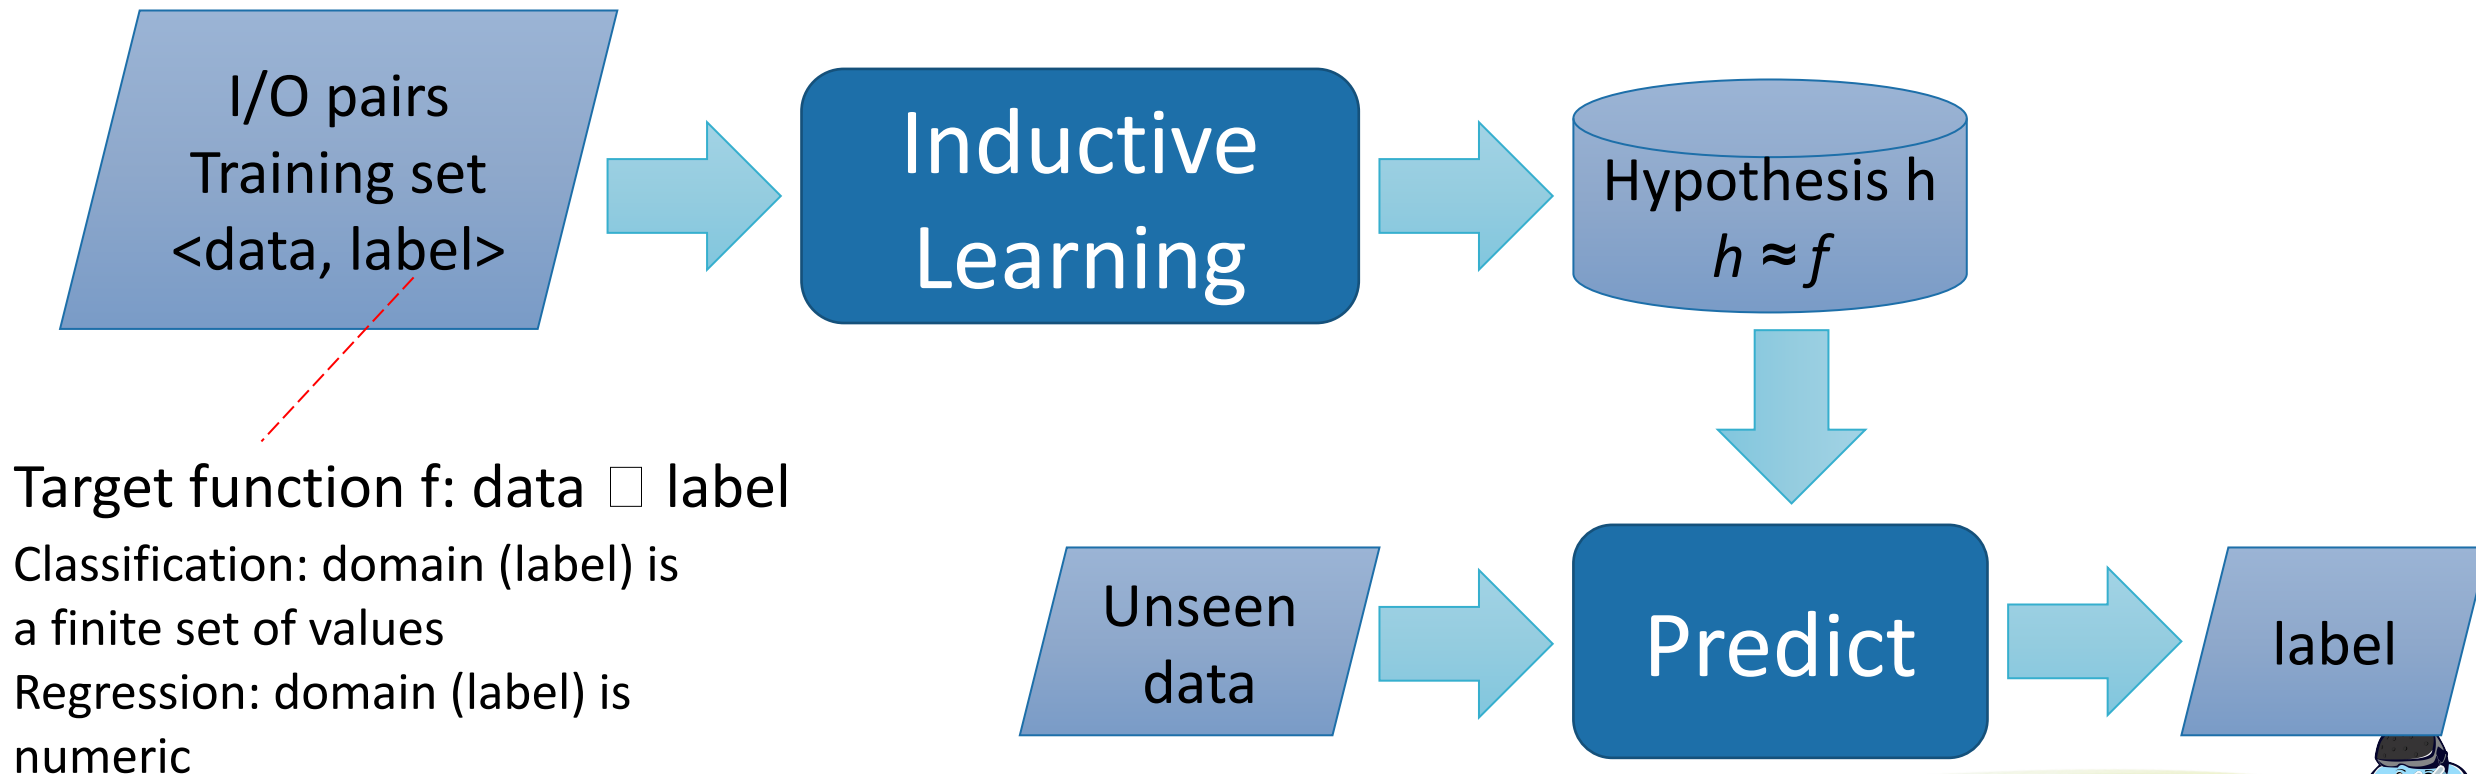 I/O pairs
Training set
<data, label>
Inductive
Learning
Hypothesis h
h ≈ f
Target function f: data □ label
Classification: domain (label) is
a finite set of values
Regression: domain (label) is
numeric
Unseen
data
Predict
label